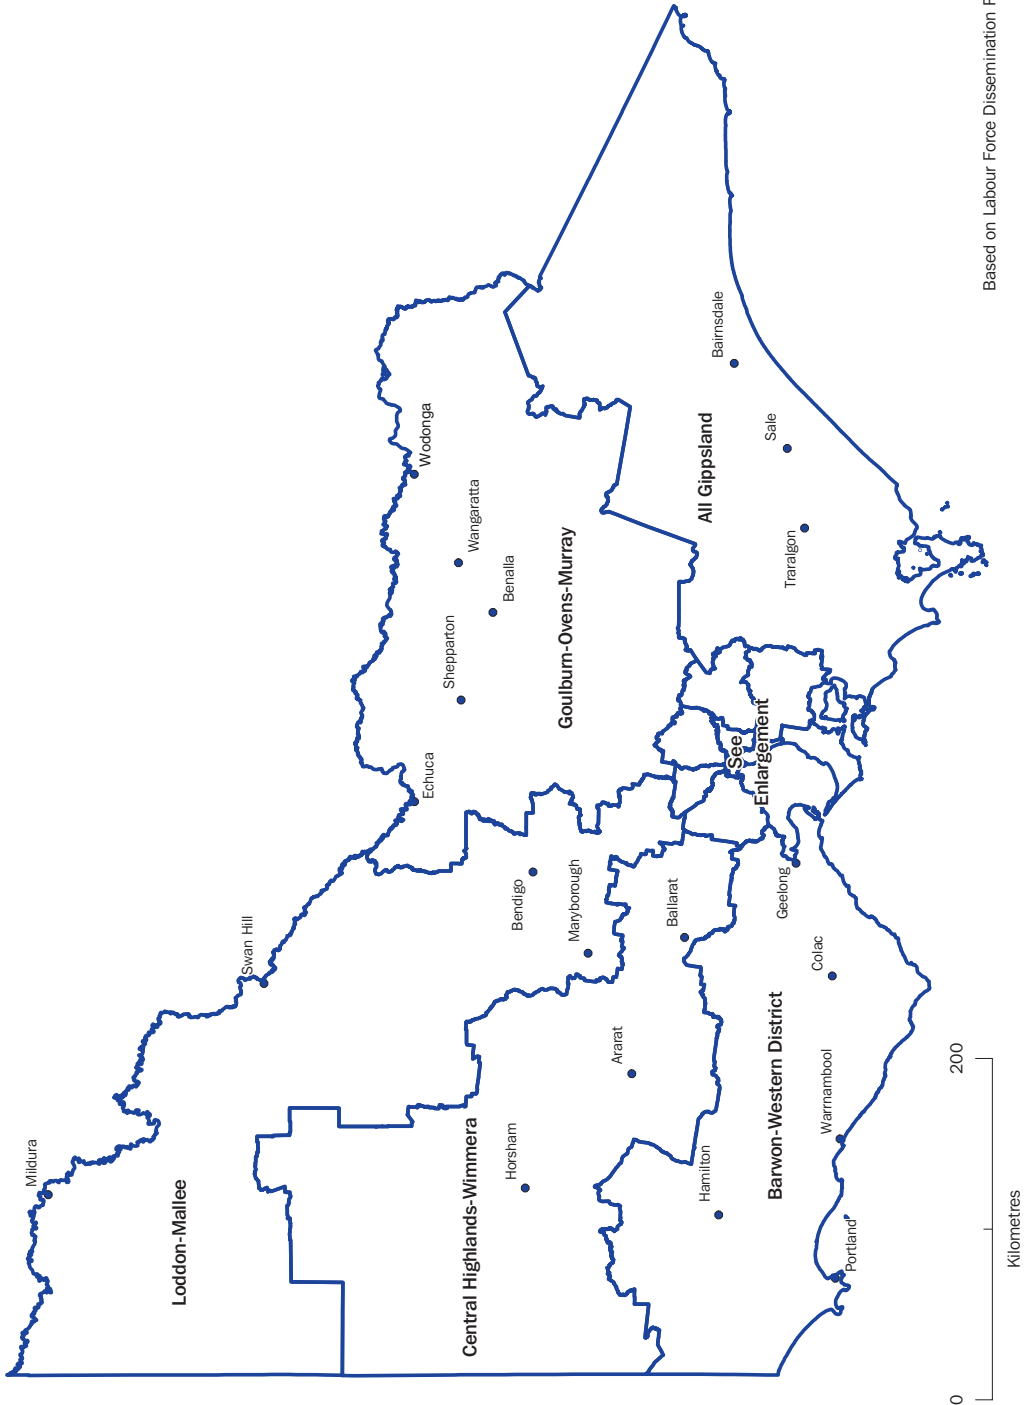 Mildura
Swan Hill
Loddon-Mallee
Echuca
Wodonga
Wangaratta
Shepparton
Benalla
Goulburn-Ovens-Murray
Bendigo
Maryborough
Horsham
Central Highlands-Wimmera
Ararat
Ballarat
See
Enlargement
All Gippsland
Bairnsdale
Sale
Traralgon
Geelong
Hamilton
Colac
Barwon-Western District
Warrnambool
Portland
0
200
Kilometres
Based on Labour Force Dissemination